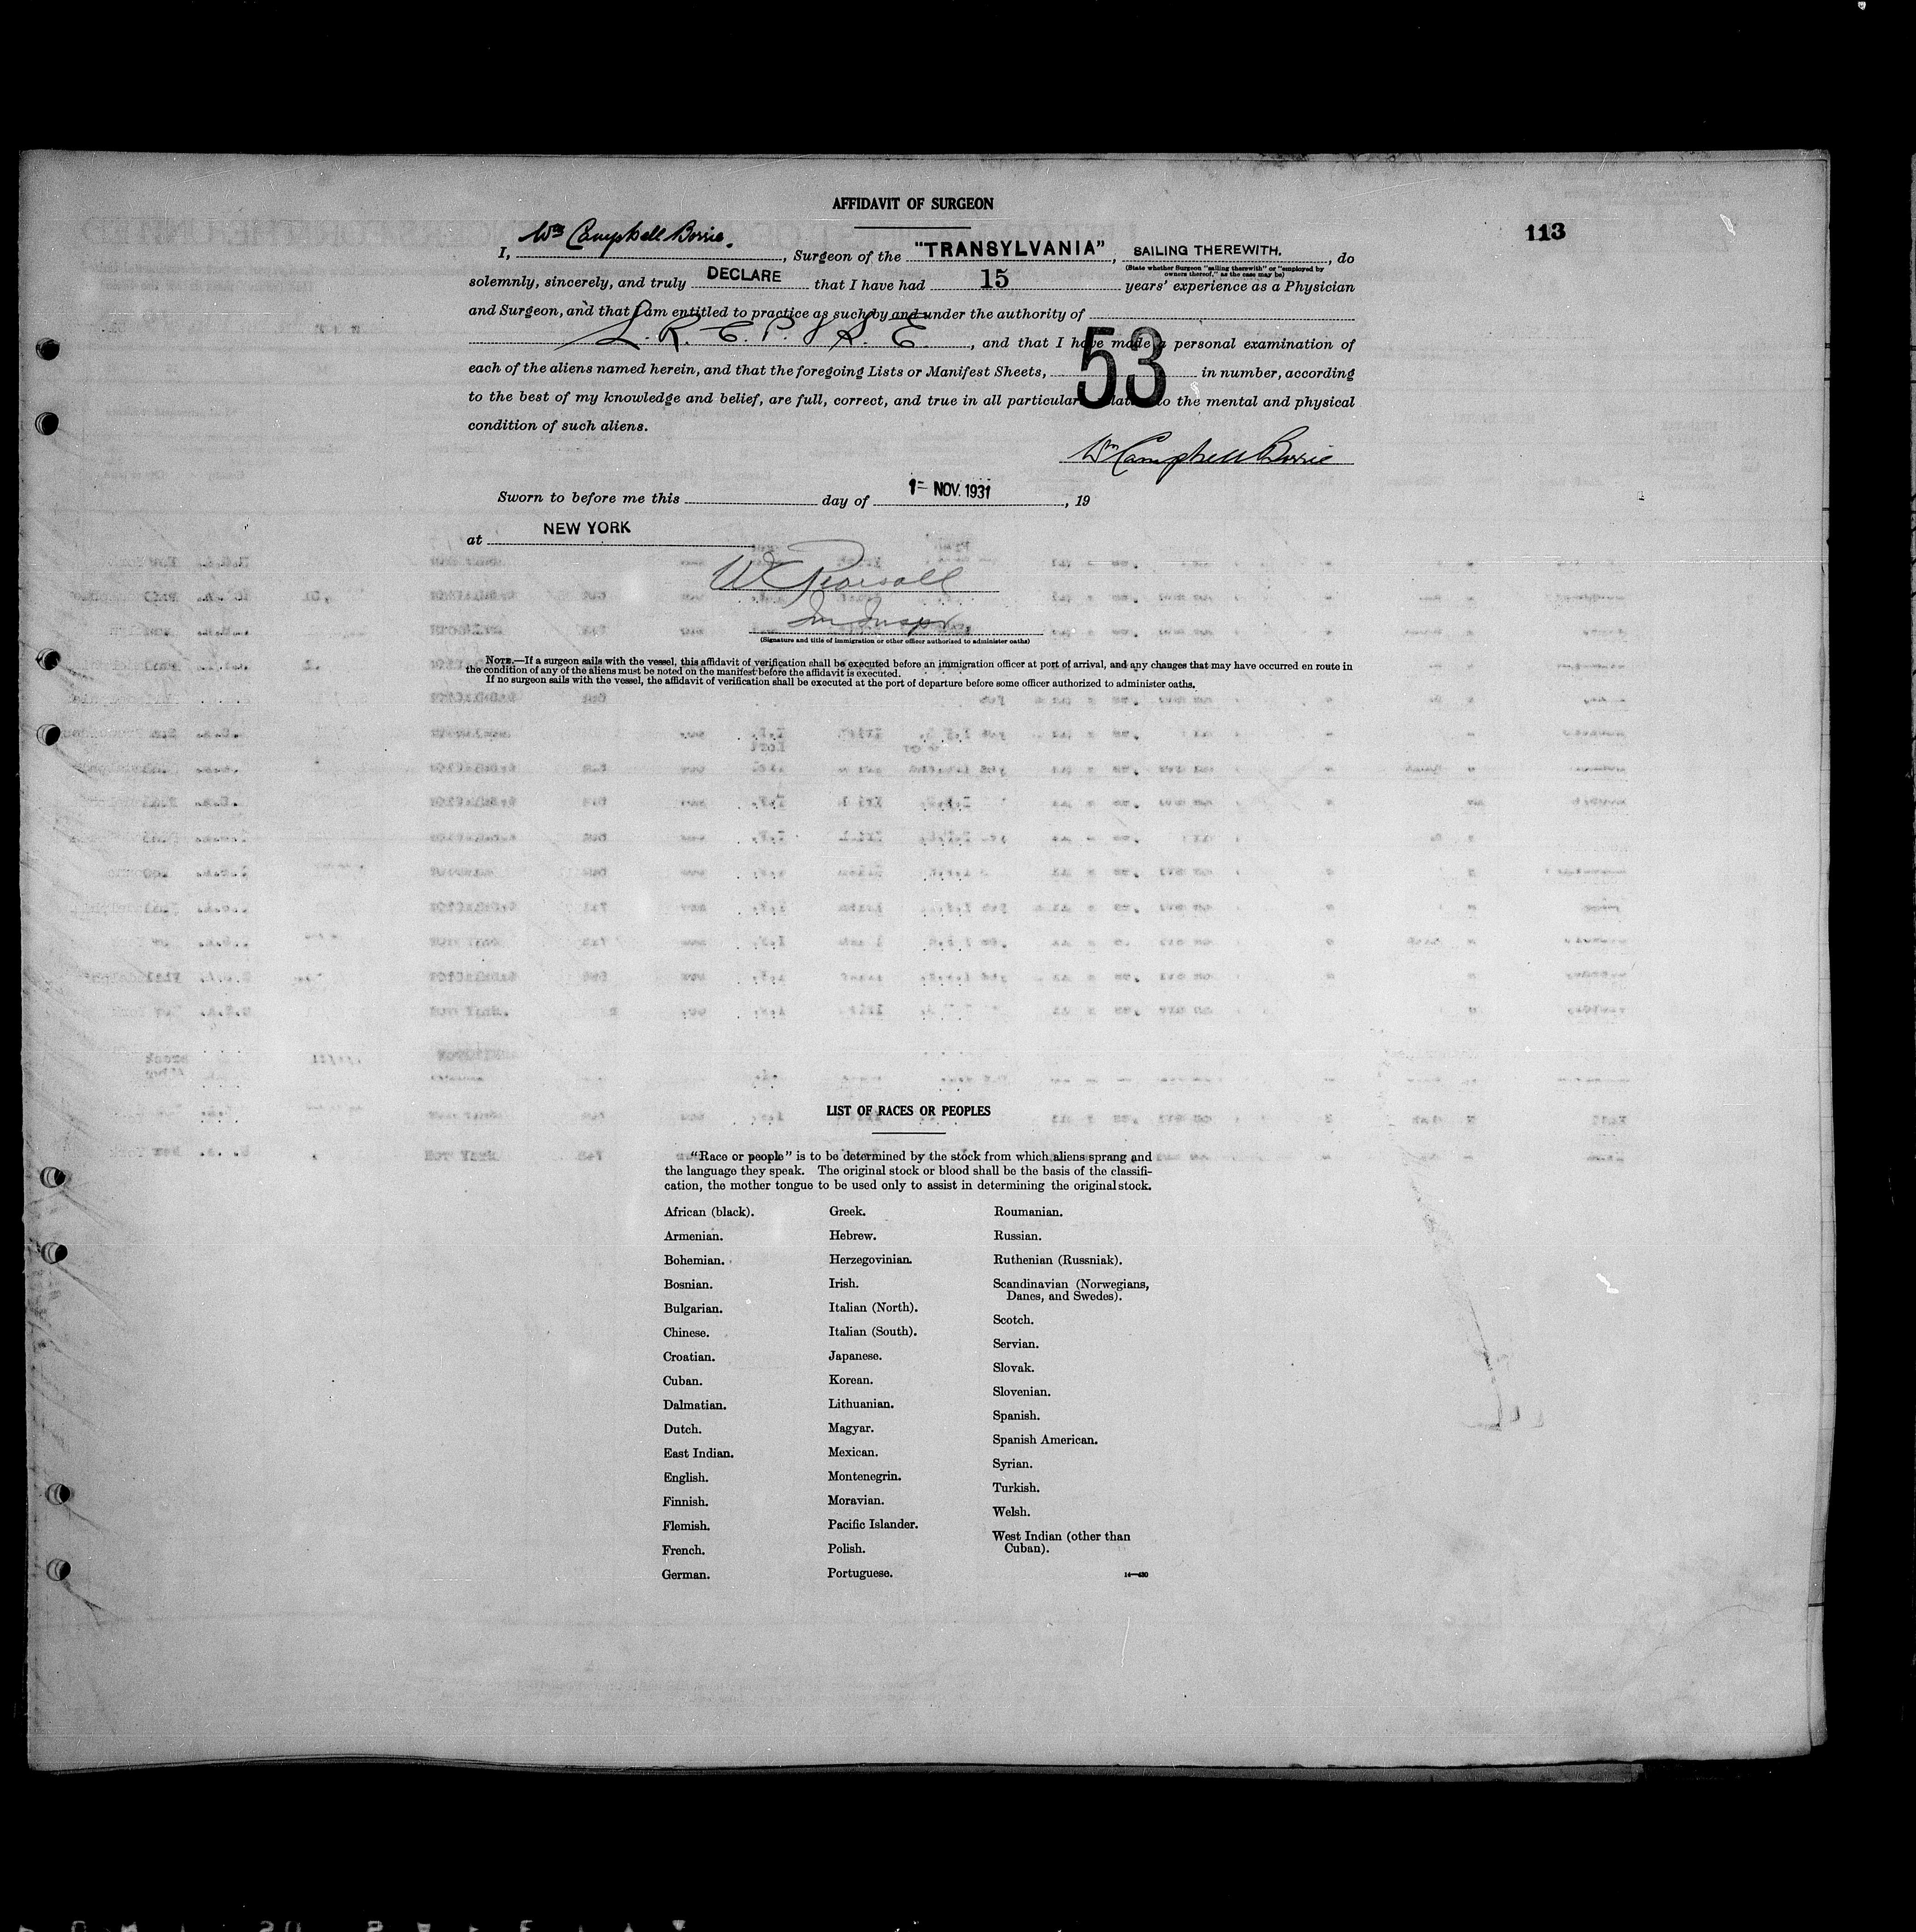 AFFIDAVIT OF SURGEON
113
I, Wm Campbell Borrie, Surgeon of the "TRANSYLVANIA", SAILING THEREWITH., do
(State whether Surgeon "sailing therewith" or "employed by
owners thereof," as the case may be)
solemnly, sincerely, and truly DECLARE that I have had 15 years' experience as a Physician
and Surgeon, and that I am entitled to practice as such by and under the authority of
L. R. C. P. & S. E., and that I have made a personal examination of
each of the aliens named herein, and that the foregoing Lists or Manifest Sheets, 53 in number, according
to the best of my knowledge and belief, are full, correct, and true in all particulars relative to the mental and physical
condition of such aliens.
Wm Campbell Borrie
Sworn to before me this day of 1- NOV. 1931, 19
at NEW YORK
W Pearsall
Im Inspr
(Signature and title of immigration or other officer authorized to administer oaths)
NOTE.—If a surgeon sails with the vessel, this affidavit of verification shall be executed before an immigration officer at port of arrival, and any changes that may have occurred en route in
the condition of any of the aliens must be noted on the manifest before the affidavit is executed.
If no surgeon sails with the vessel, the affidavit of verification shall be executed at the port of departure before some officer authorized to administer oaths.
LIST OF RACES OR PEOPLES
"Race or people" is to be determined by the stock from which aliens sprang and
the language they speak. The original stock or blood shall be the basis of the classifi-
cation, the mother tongue to be used only to assist in determining the original stock.
African (black).
Armenian.
Bohemian.
Bosnian.
Bulgarian.
Chinese.
Croatian.
Cuban.
Dalmatian.
Dutch.
East Indian.
English.
Finnish.
Flemish.
French.
German.
Greek.
Hebrew.
Herzegovinian.
Irish.
Italian (North).
Italian (South).
Japanese.
Korean.
Lithuanian.
Magyar.
Mexican.
Montenegrin.
Moravian.
Pacific Islander.
Polish.
Portuguese.
Roumanian.
Russian.
Ruthenian (Russniak).
Scandinavian (Norwegians,
Danes, and Swedes).
Scotch.
Servian.
Slovak.
Slovenian.
Spanish.
Spanish American.
Syrian.
Turkish.
Welsh.
West Indian (other than
Cuban).
14—430